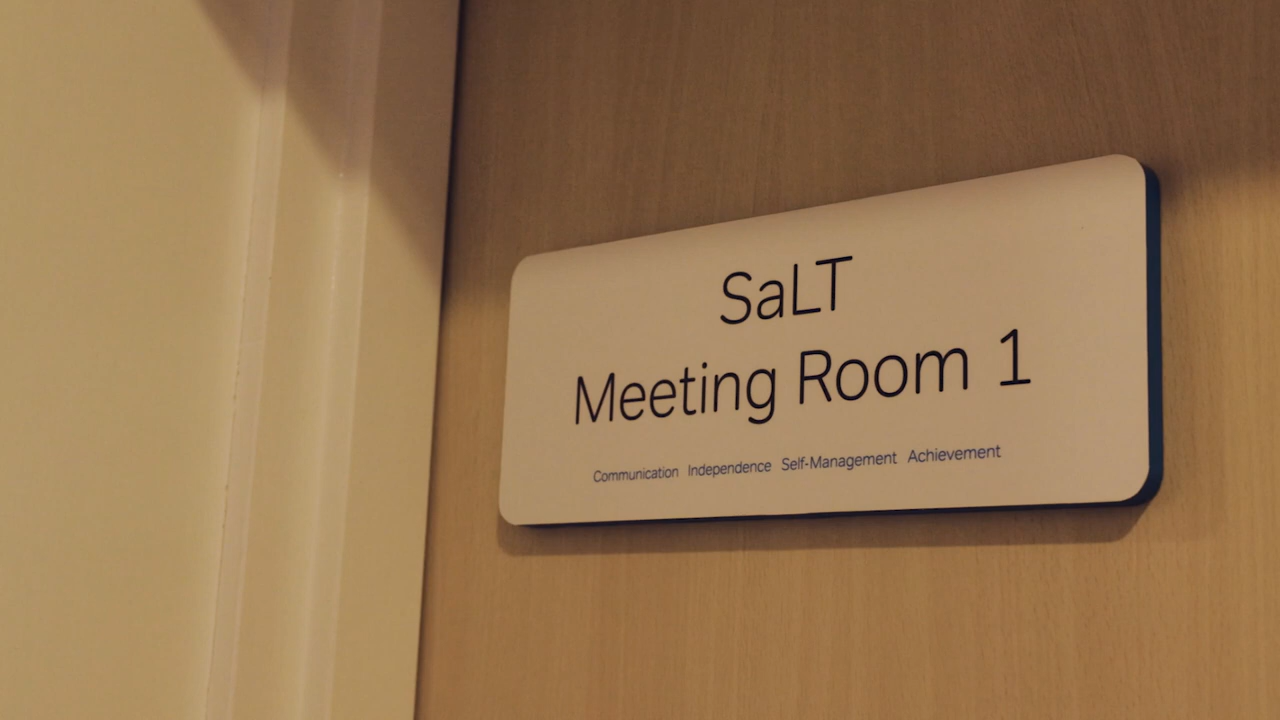 SaLT
Meeting Room 1
Communication Independence Self-Management Achievement